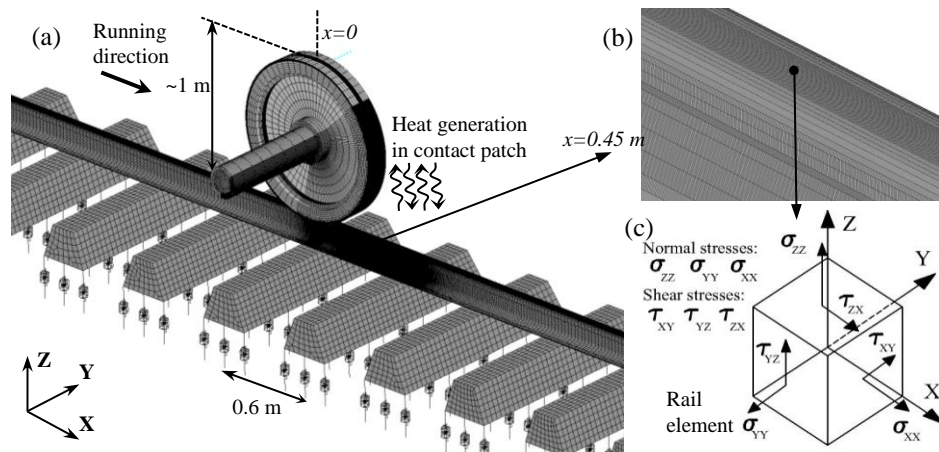 (a)
Running
direction
~1 m
x=0
Heat generation
in contact patch
x=0.45 m
0.6 m
Z
Y
X
(b)
(c)
Normal stresses:
σZZ σYY σXX
Shear stresses:
τXY τYZ τZX
σZZ
Z
Y
τZX
τXY
τYZ
X
Rail
element
σYY
σXX